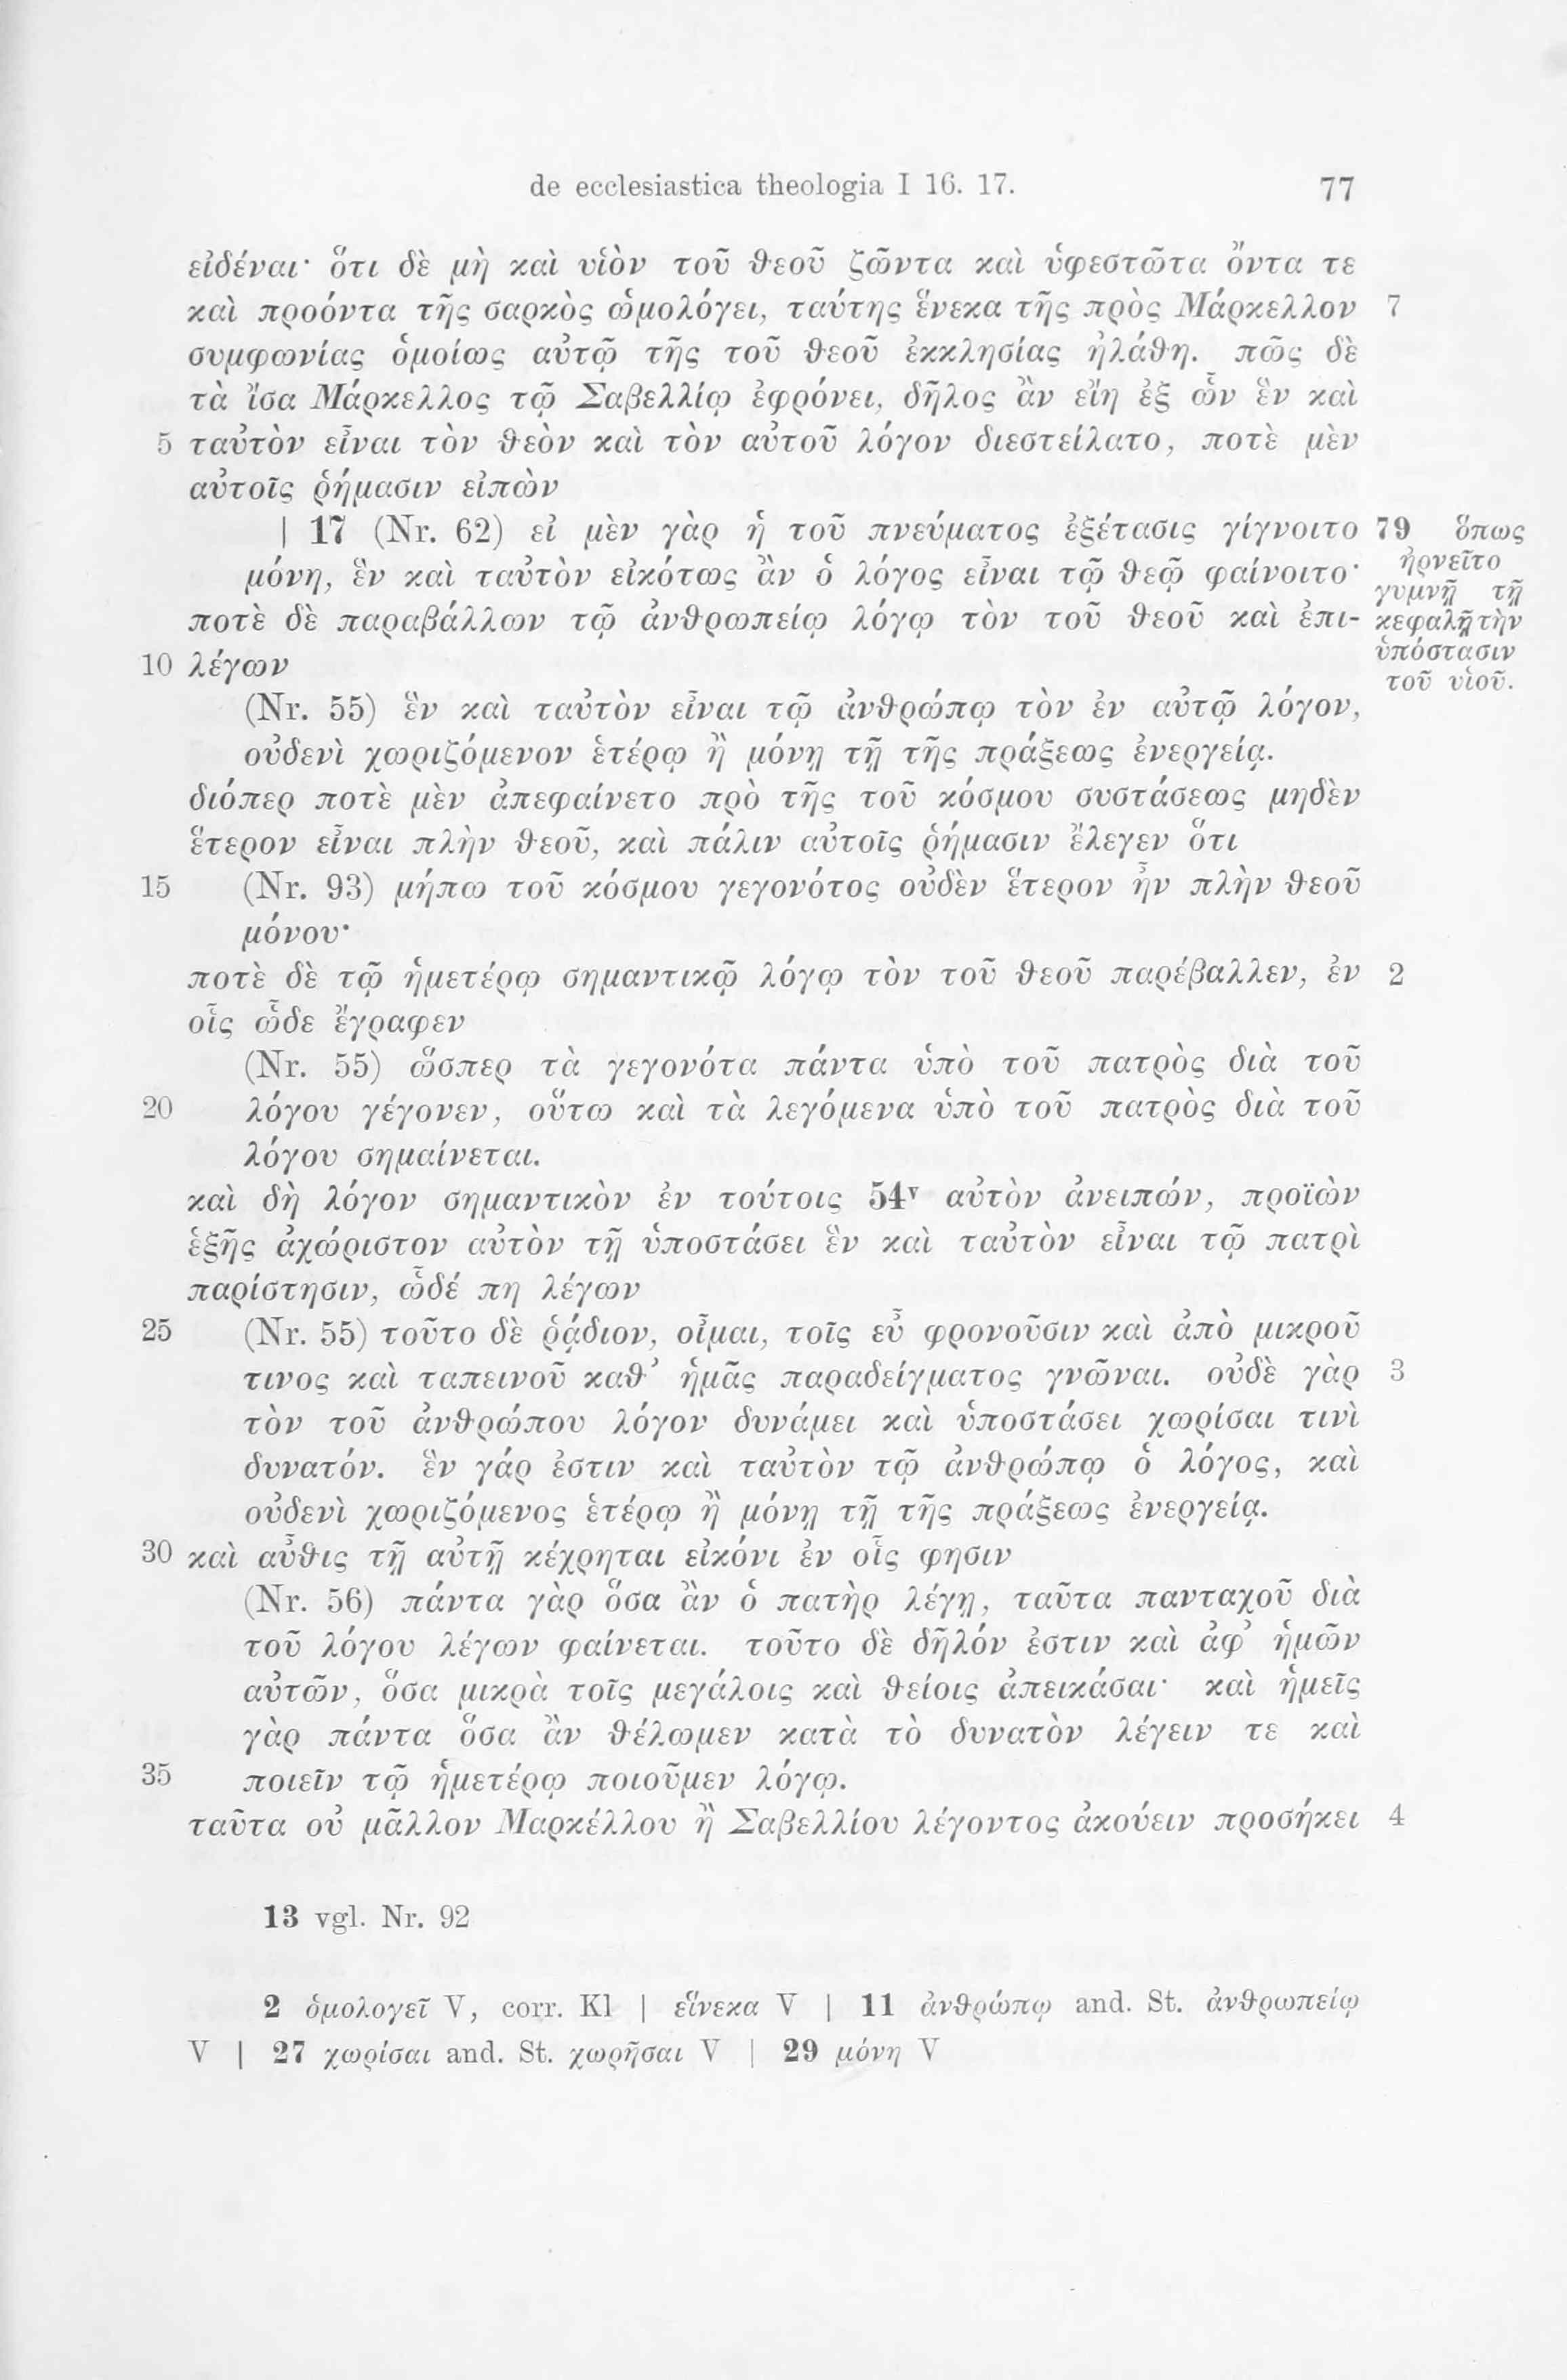 de ecclesiastica theologia I 16. 17. 77
εἰδέναι· ὅτι δὲ μὴ καὶ υἱὸν τοῦ θεοῦ ζῶντα καὶ ὑφεστῶτα ὄντα τε
καὶ προόντα τῆς σαρκὸς ὡμολόγει, ταύτης ἕνεκα τῆς πρὸς Μάρκελλον 7
συμφωνίας ὁμοίως αὐτῷ τῆς τοῦ θεοῦ ἐκκλησίας ἠλάθη. πῶς δὲ
τὰ ἴσα Μάρκελλος τῷ Σαβελλίῳ ἐφρόνει, δῆλος ἂν εἴη ἐξ ὧν ἓν καὶ
5 ταὐτὸν εἶναι τὸν θεὸν καὶ τὸν αὐτοῦ λόγον διεστείλατο, ποτὲ μὲν
αὐτοῖς ῥήμασιν εἰπὼν
| 17 (Nr. 62) εἰ μὲν γὰρ ἡ τοῦ πνεύματος ἐξέτασις γίγνοιτο 79 ὅπως
μόνη, ἓν καὶ ταὐτὸν εἰκότως ἂν ὁ λόγος εἶναι τῷ θεῷ φαίνοιτο· ἠρνεῖτο
γυμνῇ τῇ
ποτὲ δὲ παραβάλλων τῷ ἀνθρωπείῳ λόγῳ τὸν τοῦ θεοῦ καὶ ἐπι- κεφαλῇ τὴν
10 λέγων ὑπόστασιν
τοῦ υἱοῦ.
(Nr. 55) ἓν καὶ ταὐτὸν εἶναι τῷ ἀνθρώπῳ τὸν ἐν αὐτῷ λόγον,
οὐδενὶ χωριζόμενον ἑτέρῳ ἢ μόνῃ τῇ τῆς πράξεως ἐνεργείᾳ.
διόπερ ποτὲ μὲν ἀπεφαίνετο πρὸ τῆς τοῦ κόσμου συστάσεως μηδὲν
ἕτερον εἶναι πλὴν θεοῦ, καὶ πάλιν αὐτοῖς ῥήμασιν ἔλεγεν ὅτι
15 (Nr. 93) μήπω τοῦ κόσμου γεγονότος οὐδὲν ἕτερον ἦν πλὴν θεοῦ
μόνου·
ποτὲ δὲ τῷ ἡμετέρῳ σημαντικῷ λόγῳ τὸν τοῦ θεοῦ παρέβαλλεν, ἐν 2
οἷς ὧδε ἔγραφεν
(Nr. 55) ὥσπερ τὰ γεγονότα πάντα ὑπὸ τοῦ πατρὸς διὰ τοῦ
20 λόγου γέγονεν, οὕτω καὶ τὰ λεγόμενα ὑπὸ τοῦ πατρὸς διὰ τοῦ
λόγου σημαίνεται.
καὶ δὴ λόγον σημαντικὸν ἐν τούτοις 54ᵛ αὐτὸν ἀνειπών, προϊὼν
ἑξῆς ἀχώριστον αὐτὸν τῇ ὑποστάσει ἓν καὶ ταὐτὸν εἶναι τῷ πατρὶ
παρίστησιν, ὧδέ πη λέγων
25 (Nr. 55) τοῦτο δὲ ῥᾴδιον, οἶμαι, τοῖς εὖ φρονοῦσιν καὶ ἀπὸ μικροῦ
τινος καὶ ταπεινοῦ καθ᾽ ἡμᾶς παραδείγματος γνῶναι. οὐδὲ γὰρ 3
τὸν τοῦ ἀνθρώπου λόγον δυνάμει καὶ ὑποστάσει χωρίσαι τινὶ
δυνατόν. ἓν γάρ ἐστιν καὶ ταὐτὸν τῷ ἀνθρώπῳ ὁ λόγος, καὶ
οὐδενὶ χωριζόμενος ἑτέρῳ ἢ μόνῃ τῇ τῆς πράξεως ἐνεργείᾳ.
30 καὶ αὖθις τῇ αὐτῇ κέχρηται εἰκόνι ἐν οἷς φησιν
(Nr. 56) πάντα γὰρ ὅσα ἂν ὁ πατὴρ λέγῃ, ταῦτα πανταχοῦ διὰ
τοῦ λόγου λέγων φαίνεται. τοῦτο δὲ δῆλόν ἐστιν καὶ ἀφ᾽ ἡμῶν
αὐτῶν, ὅσα μικρὰ τοῖς μεγάλοις καὶ θείοις ἀπεικάσαι· καὶ ἡμεῖς
γὰρ πάντα ὅσα ἂν θέλωμεν κατὰ τὸ δυνατὸν λέγειν τε καὶ
35 ποιεῖν τῷ ἡμετέρῳ ποιοῦμεν λόγῳ.
ταῦτα οὐ μᾶλλον Μαρκέλλου ἢ Σαβελλίου λέγοντος ἀκούειν προσήκει 4
13 vgl. Nr. 92
2 ὁμολογεῖ V, corr. Kl | εἵνεκα V | 11 ἀνθρώπῳ and. St. ἀνθρωπείῳ
V | 27 χωρίσαι and. St. χωρῆσαι V | 29 μόνη V